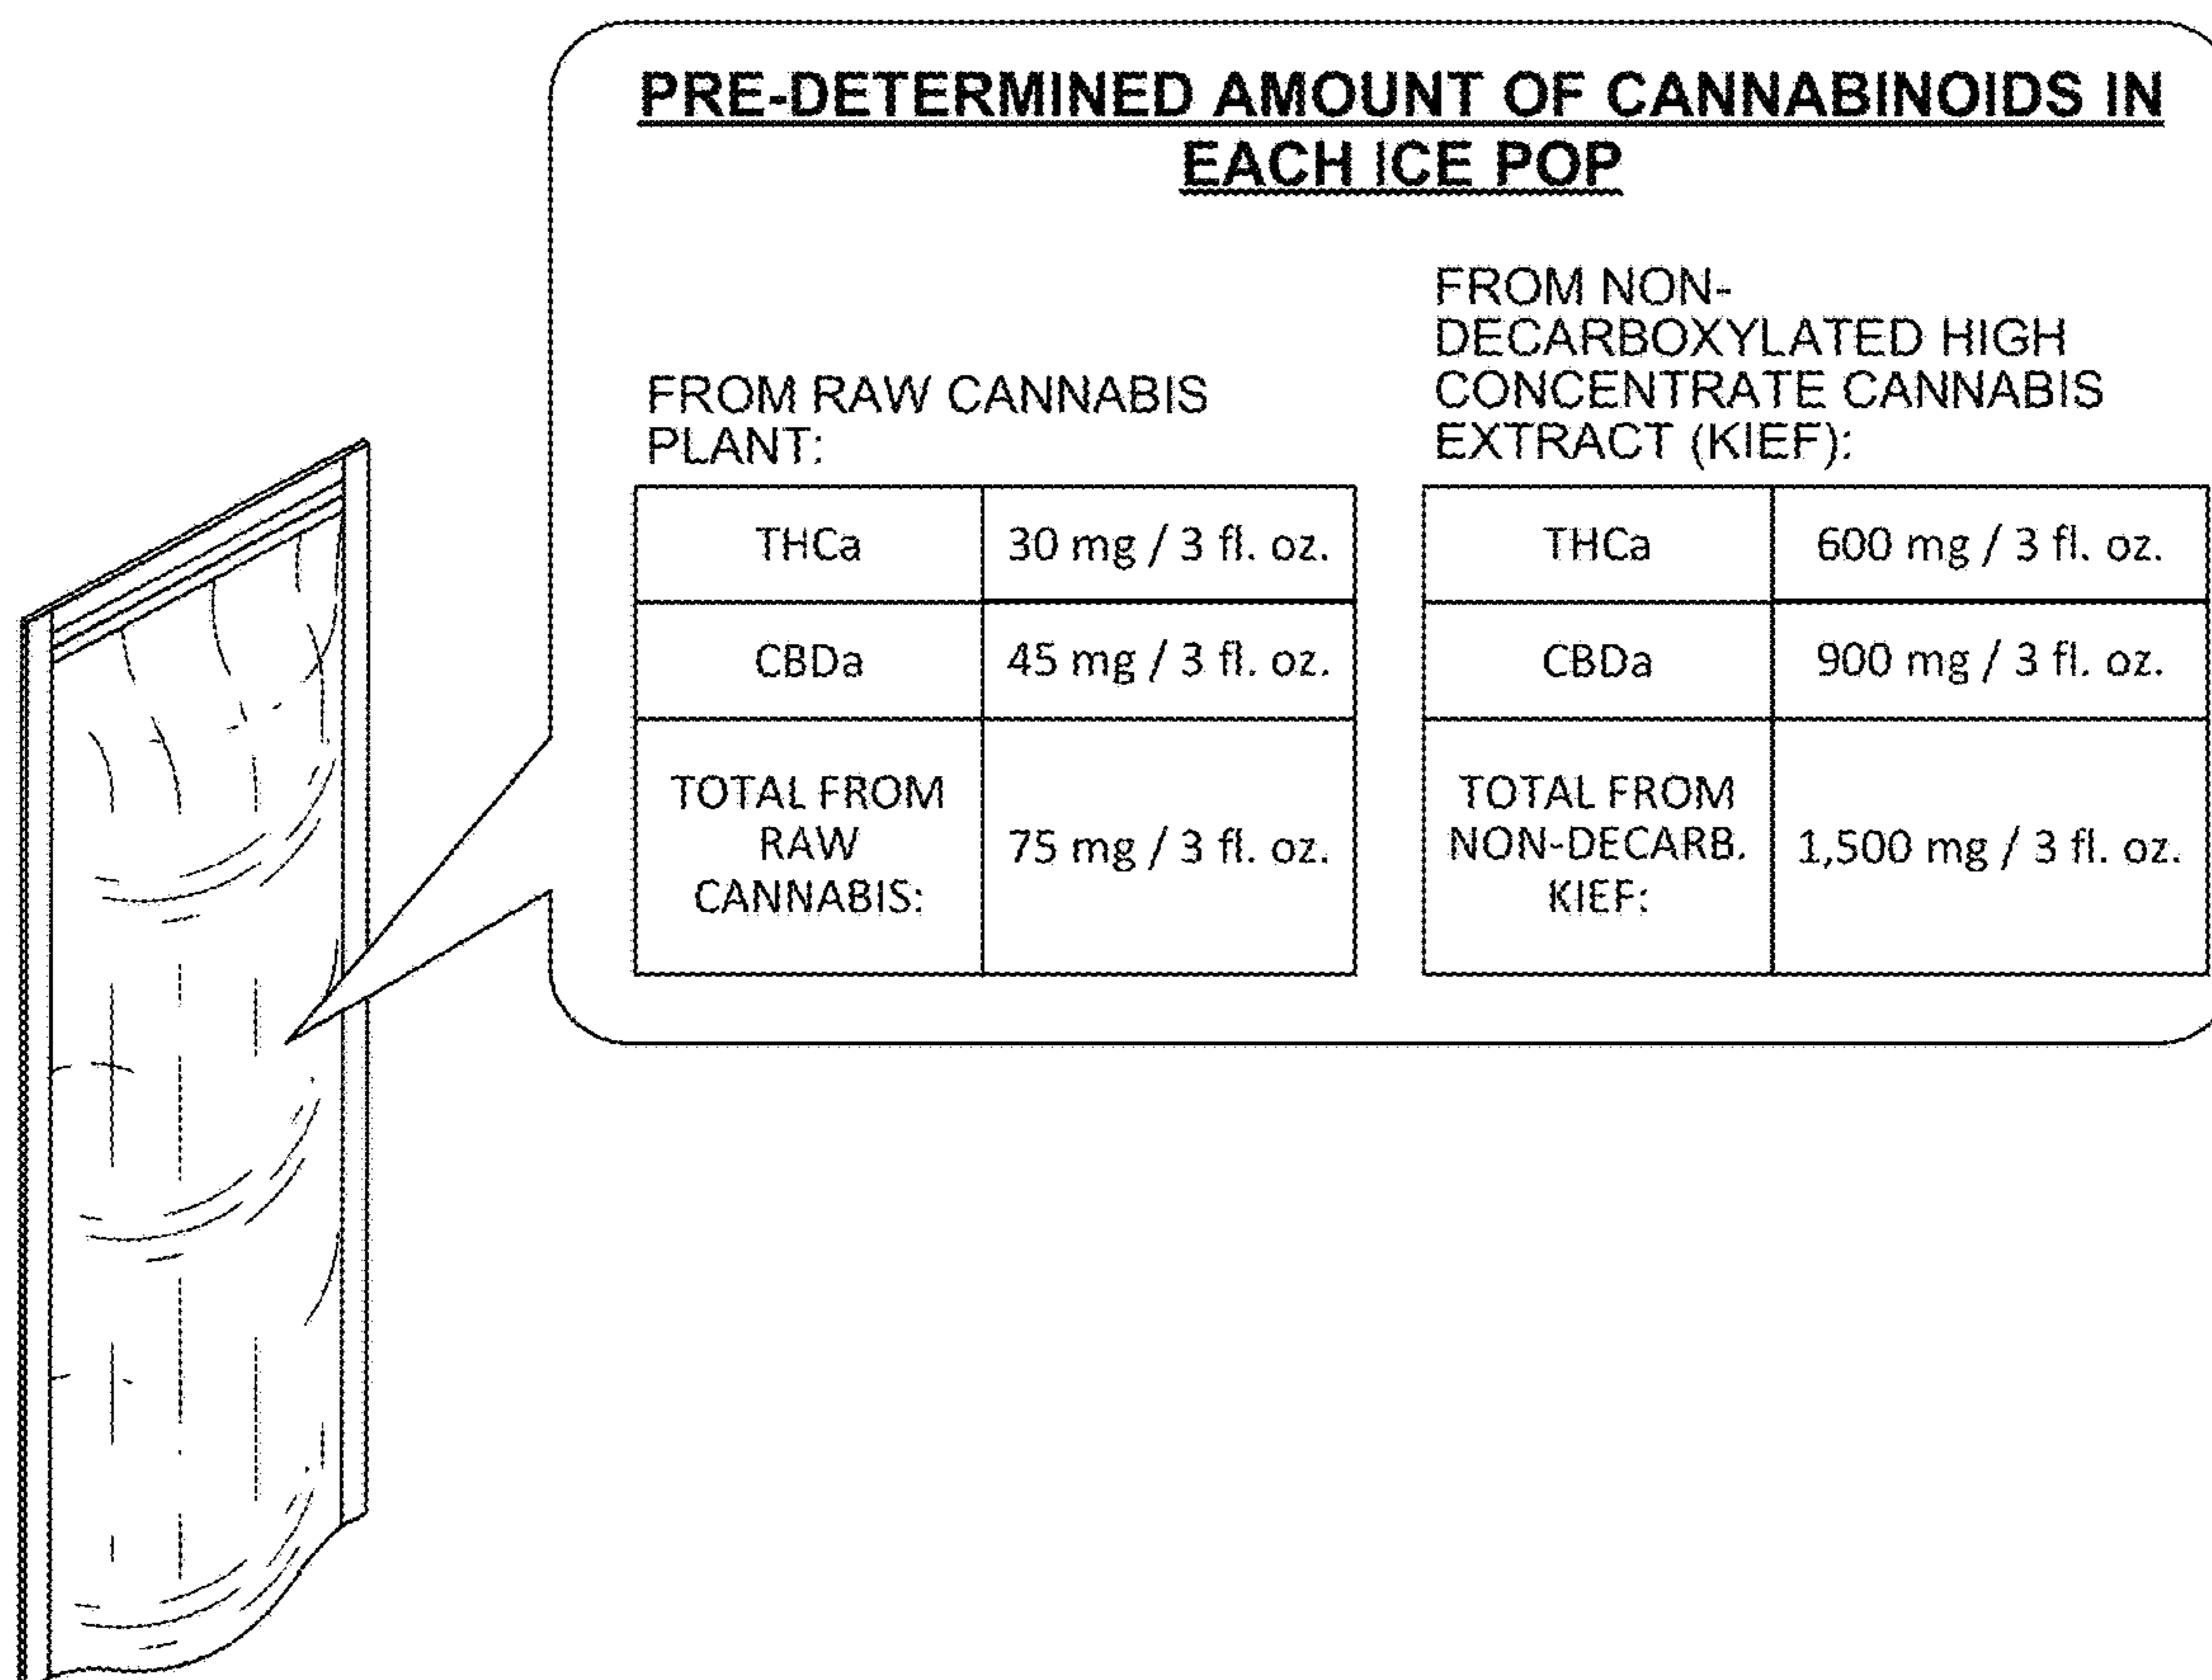 PRE-DETERMINED AMOUNT OF CANNABINOIDS IN
EACH ICE POP
FROM RAW CANNABIS
PLANT:
THCa 30 mg / 3 fl. oz.
CBDa 45 mg / 3 fl. oz.
TOTAL FROM
RAW
CANNABIS:
75 mg / 3 fl. oz.
FROM NON-
DECARBOXYLATED HIGH
CONCENTRATE CANNABIS
EXTRACT (KIEF):
THCa 600 mg / 3 fl. oz.
CBDa 900 mg / 3 fl. oz.
TOTAL FROM
NON-DECARB.
KIEF:
1,500 mg / 3 fl. oz.